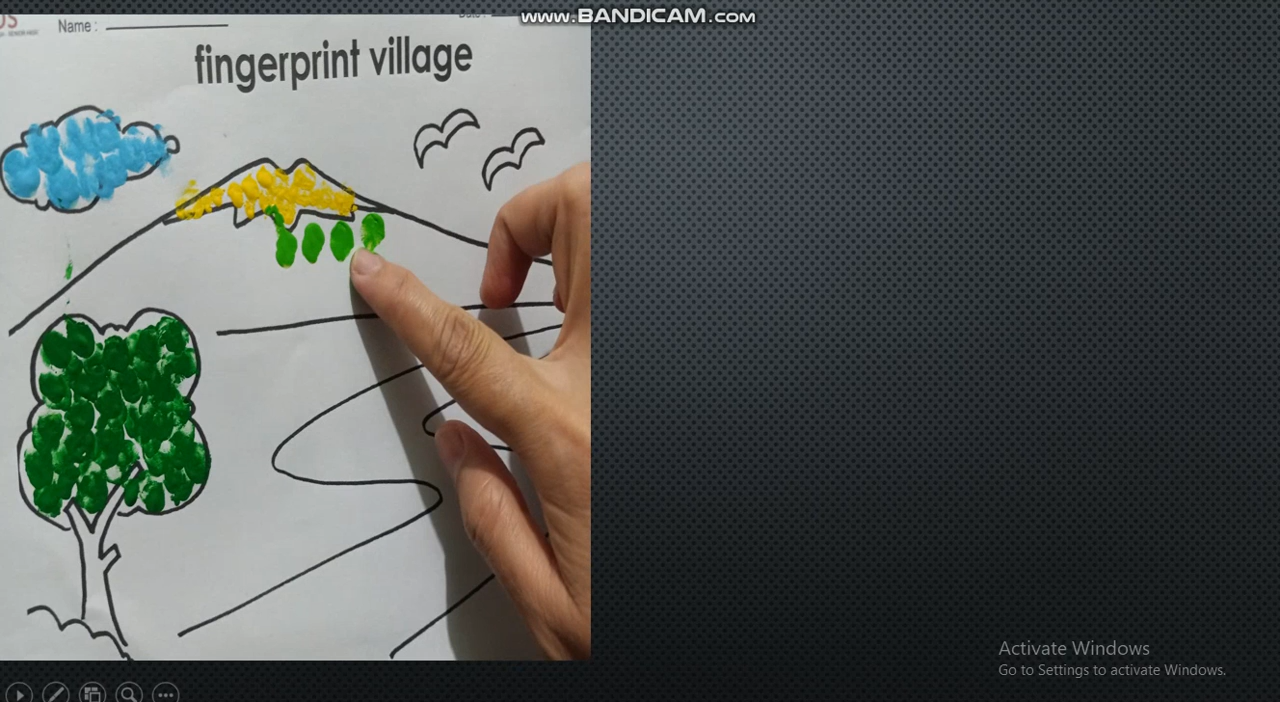 www.BANDICAM.com
Name :
fingerprint village
Activate Windows
Go to Settings to activate Windows.